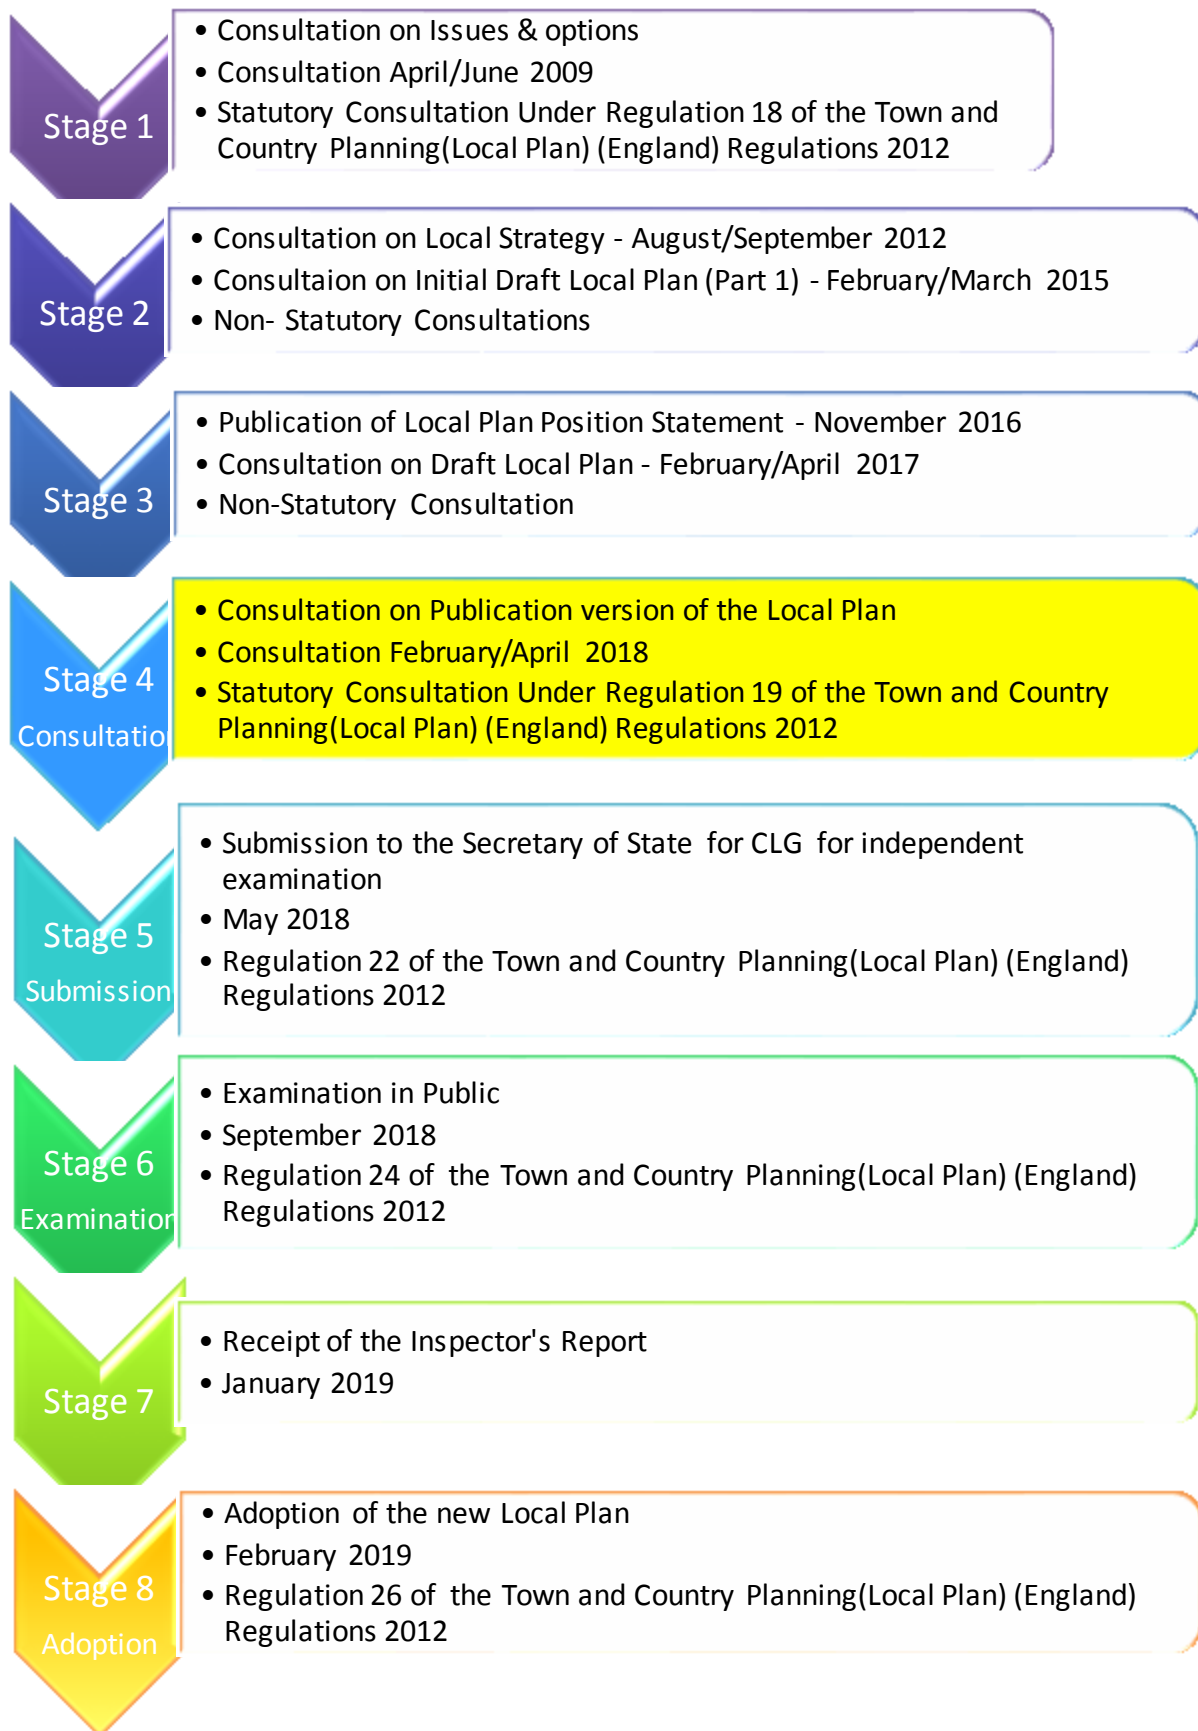 Stage 1
• Consultation on Issues & options
• Consultation April/June 2009
• Statutory Consultation Under Regulation 18 of the Town and
Country Planning(Local Plan) (England) Regulations 2012
Stage 2
• Consultation on Local Strategy - August/September 2012
• Consultaion on Initial Draft Local Plan (Part 1) - February/March 2015
• Non- Statutory Consultations
Stage 3
• Publication of Local Plan Position Statement - November 2016
• Consultation on Draft Local Plan - February/April 2017
• Non-Statutory Consultation
Stage 4
Consultation
• Consultation on Publication version of the Local Plan
• Consultation February/April 2018
• Statutory Consultation Under Regulation 19 of the Town and Country
Planning(Local Plan) (England) Regulations 2012
Stage 5
Submission
• Submission to the Secretary of State for CLG for independent
examination
• May 2018
• Regulation 22 of the Town and Country Planning(Local Plan) (England)
Regulations 2012
Stage 6
Examination
• Examination in Public
• September 2018
• Regulation 24 of the Town and Country Planning(Local Plan) (England)
Regulations 2012
Stage 7
• Receipt of the Inspector's Report
• January 2019
Stage 8
Adoption
• Adoption of the new Local Plan
• February 2019
• Regulation 26 of the Town and Country Planning(Local Plan) (England)
Regulations 2012